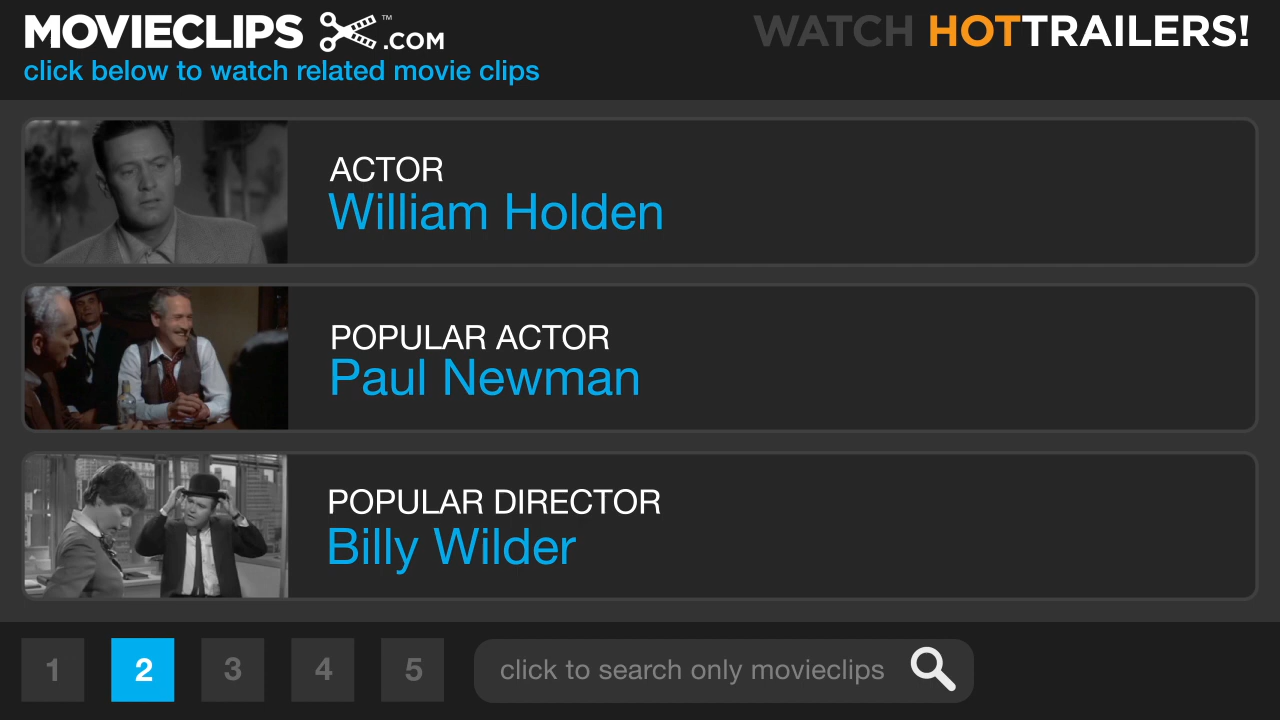 MOVIECLIPS ™ .COM
WATCH HOTTRAILERS!
click below to watch related movie clips
ACTOR
William Holden
POPULAR ACTOR
Paul Newman
POPULAR DIRECTOR
Billy Wilder
1 2 3 4 5 click to search only movieclips